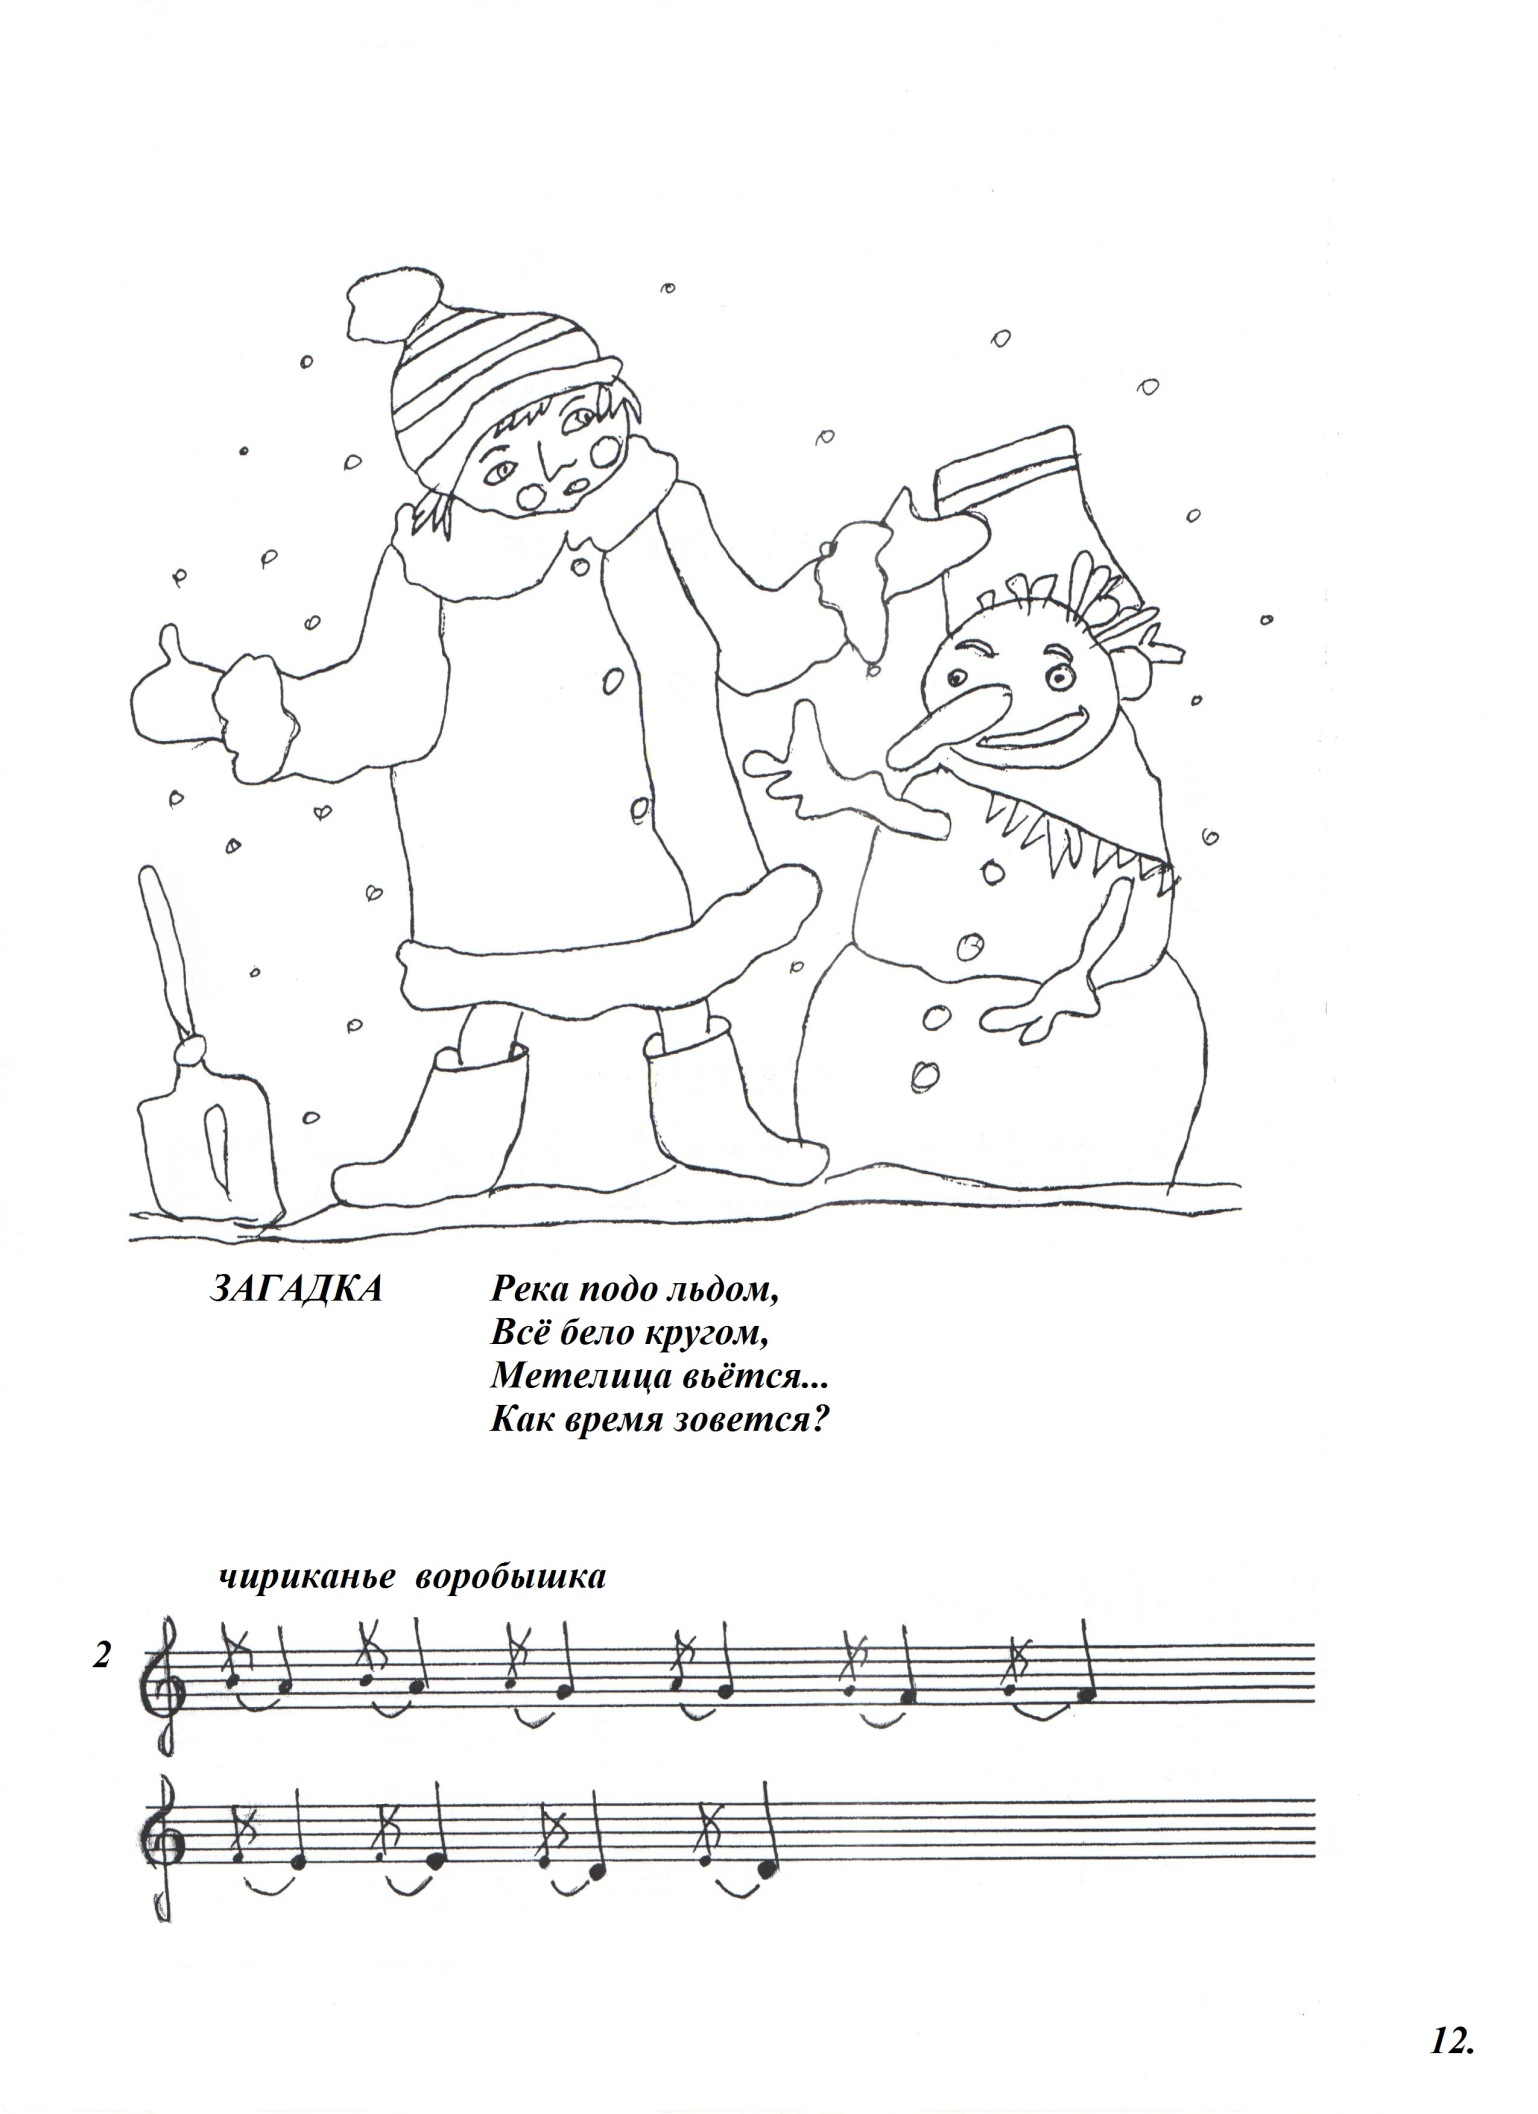 ЗАГАДКА Река подо льдом,
Всё бело кругом,
Метелица вьётся...
Как время зовется?
чириканье воробышка
2
12.